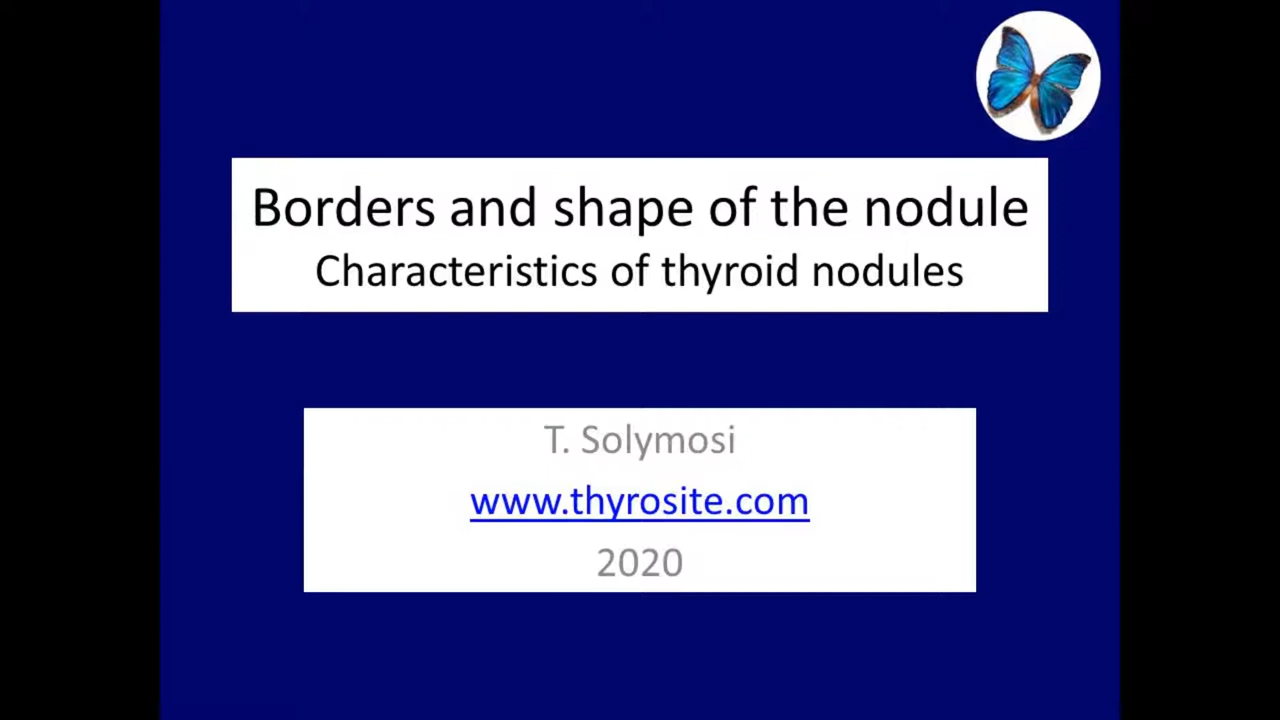 Borders and shape of the nodule
Characteristics of thyroid nodules
T. Solymosi
www.thyrosite.com
2020